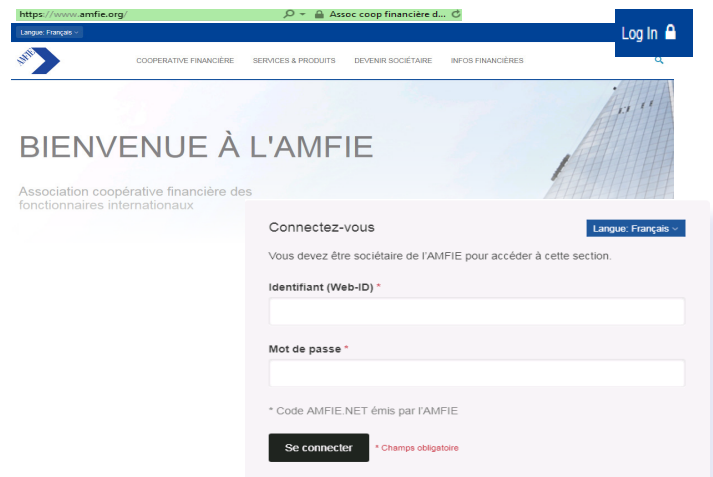 https://www.amfie.org/
Assoc coop financière d...
Langue: Français
Log In
AMFIE
COOPERATIVE FINANCIÈRE
SERVICES & PRODUITS
DEVENIR SOCIÉTAIRE
INFOS FINANCIÈRES
BIENVENUE À L'AMFIE
Association coopérative financière des
fonctionnaires internationaux
Connectez-vous
Langue: Français
Vous devez être sociétaire de l'AMFIE pour accéder à cette section.
Identifiant (Web-ID) *
Mot de passe *
* Code AMFIE.NET émis par l'AMFIE
Se connecter
* Champs obligatoire